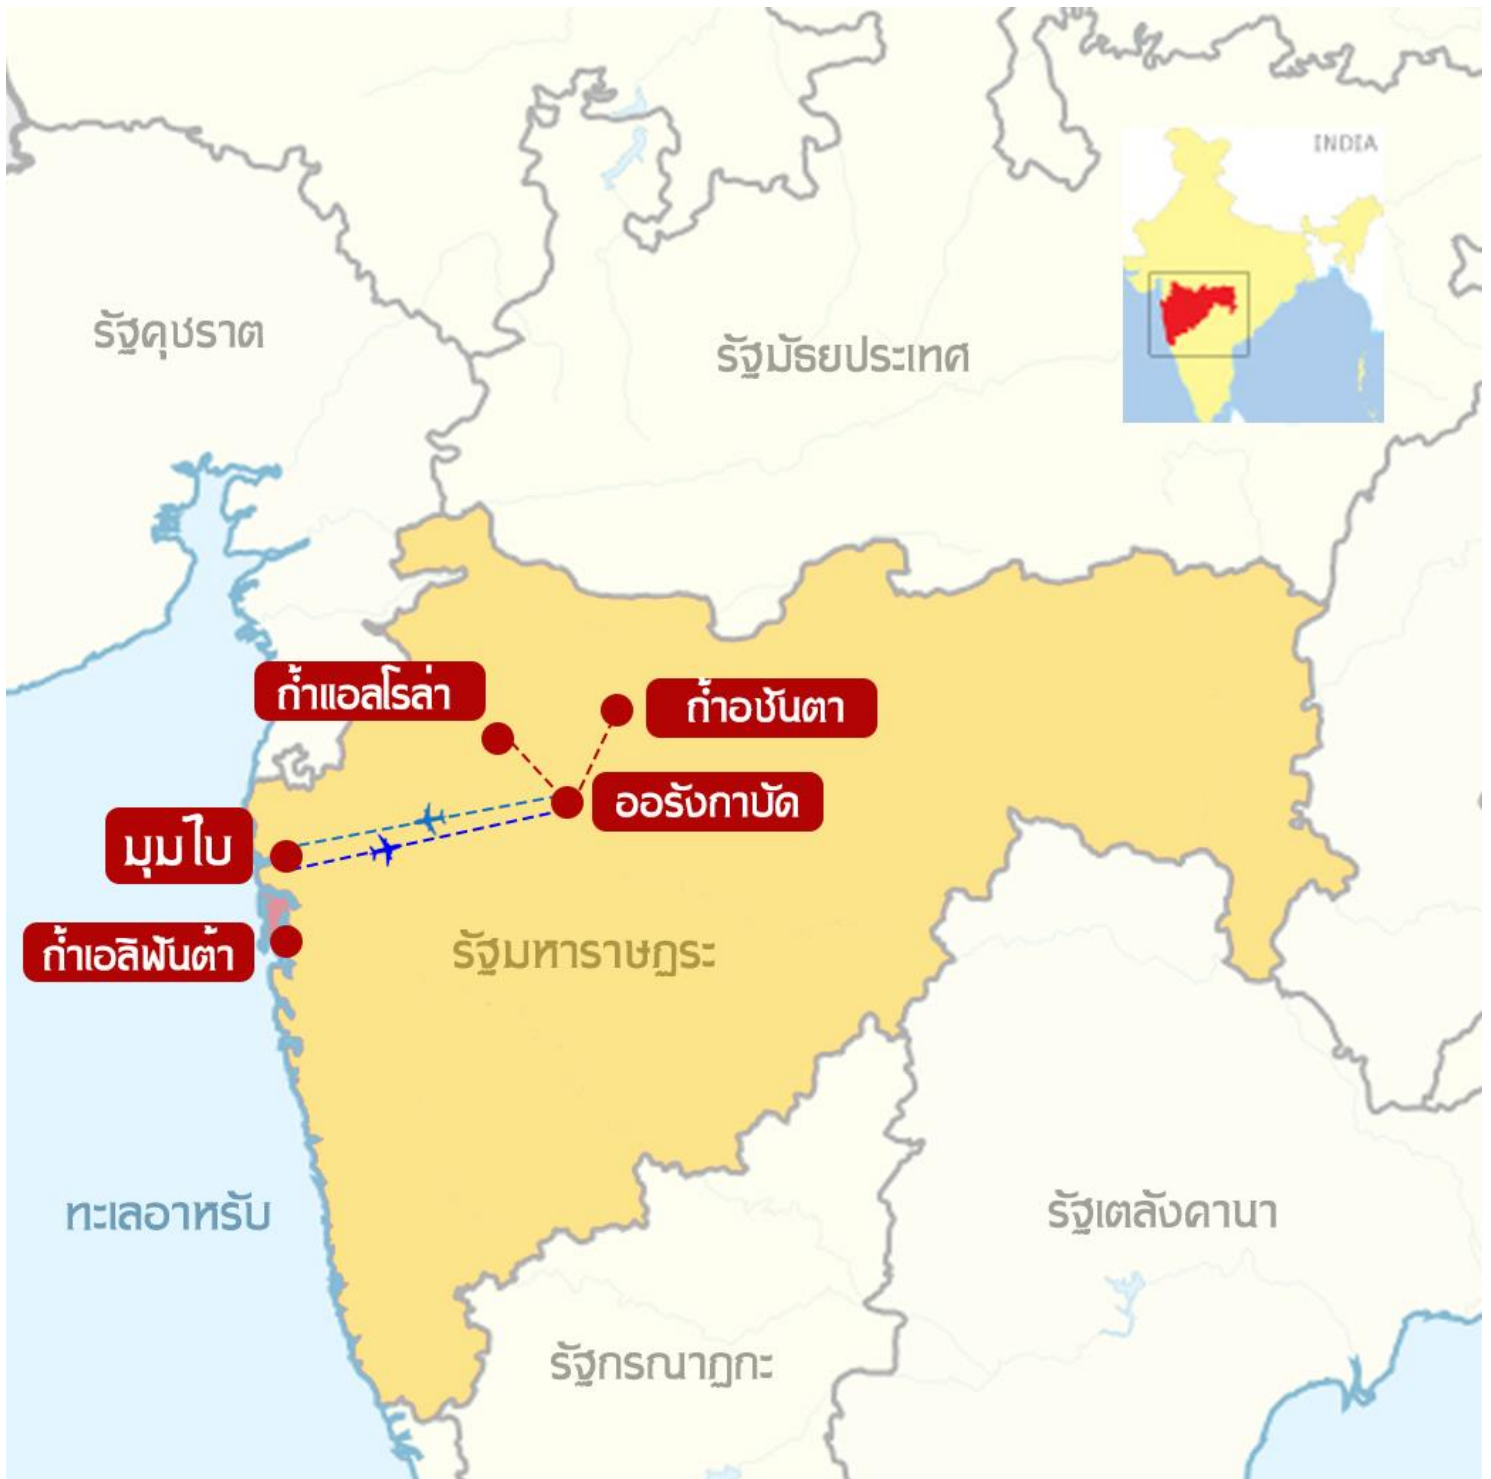 INDIA
รัฐคุชราต
รัฐมัธยประเทศ
ถ้ำแอลโรล่า
ถ้ำอชันตา
ออรังกาบัด
มุมไบ
ถ้ำเอลิฟันต้า
รัฐมหาราษฎระ
ทะเลอาหรับ
รัฐเตลังคานา
รัฐกรณาฏกะ